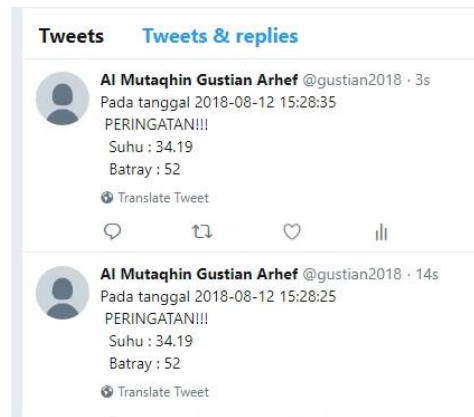 Tweets Tweets & replies
Al Mutaqhin Gustian Arhef @gustian2018 · 3s
Pada tanggal 2018-08-12 15:28:35
PERINGATAN!!!
Suhu : 34.19
Batray : 52
Translate Tweet
Al Mutaqhin Gustian Arhef @gustian2018 · 14s
Pada tanggal 2018-08-12 15:28:25
PERINGATAN!!!
Suhu : 34.19
Batray : 52
Translate Tweet